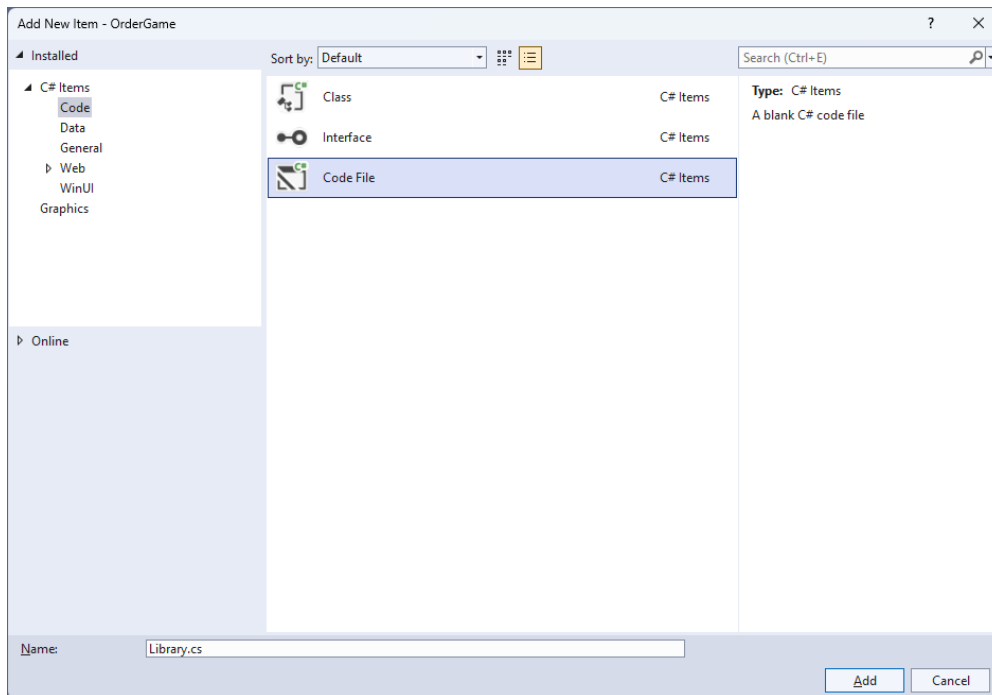 Add New Item - OrderGame
? ×
Installed
Sort by: Default
Search (Ctrl+E)
C# Items
Code
Data
General
Web
WinUI
Graphics
Online
C# Class C# Items
Interface C# Items
C# Code File C# Items
Type: C# Items
A blank C# code file
Name: Library.cs
Add Cancel